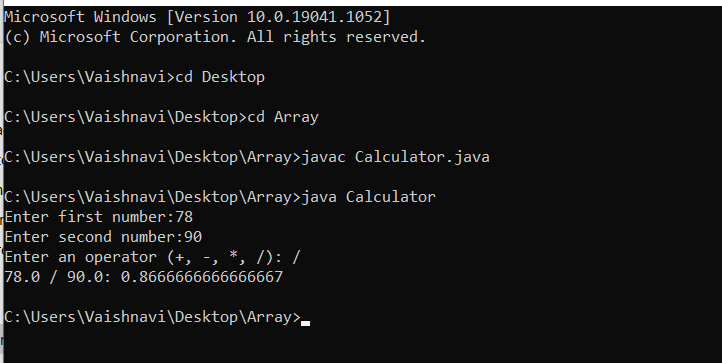 Microsoft Windows [Version 10.0.19041.1052]
(c) Microsoft Corporation. All rights reserved.
C:\Users\Vaishnavi>cd Desktop
C:\Users\Vaishnavi\Desktop>cd Array
C:\Users\Vaishnavi\Desktop\Array>javac Calculator.java
C:\Users\Vaishnavi\Desktop\Array>java Calculator
Enter first number:78
Enter second number:90
Enter an operator (+, -, *, /): /
78.0 / 90.0: 0.8666666666666667
C:\Users\Vaishnavi\Desktop\Array>